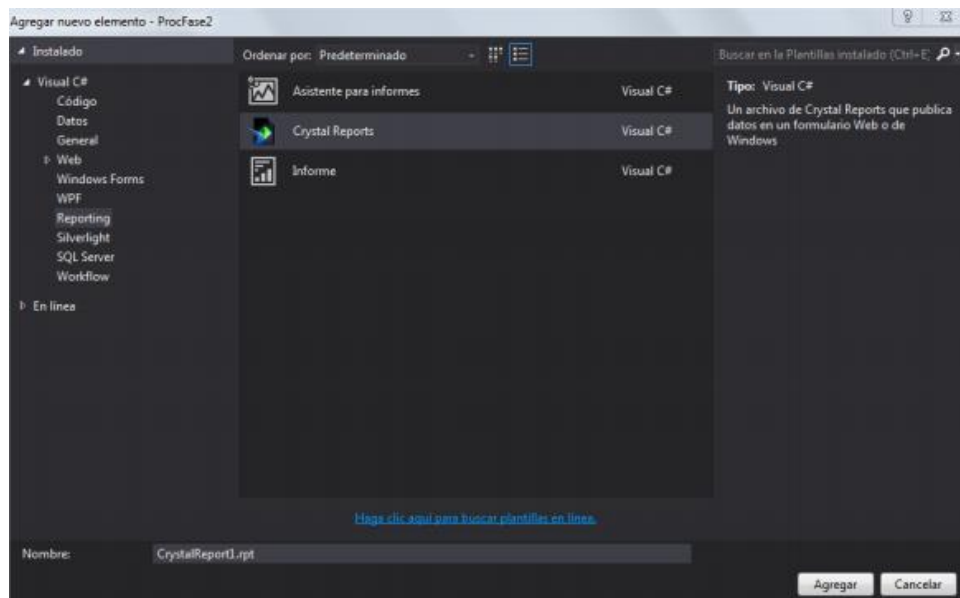 Agregar nuevo elemento - ProcFase2
Instalado
Ordenar por: Predeterminado
Buscar en la Plantillas instalado (Ctrl+E)
Visual C#
Código
Datos
General
Web
Windows Forms
WPF
Reporting
Silverlight
SQL Server
Workflow
En línea
Asistente para informes Visual C#
Crystal Reports Visual C#
Informe Visual C#
Tipo: Visual C#
Un archivo de Crystal Reports que publica
datos en un formulario Web o de
Windows
Haga clic aquí para buscar plantillas en línea.
Nombre: CrystalReport1.rpt
Agregar Cancelar